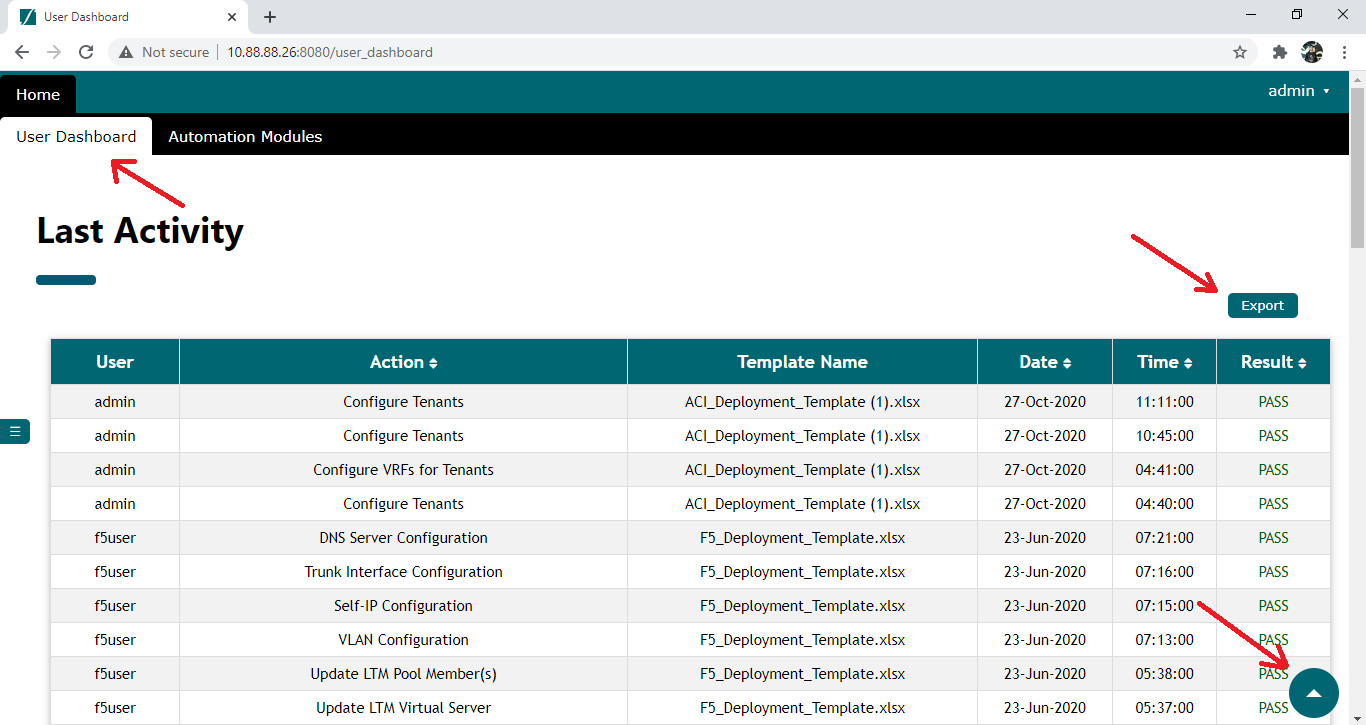 User Dashboard
Not secure 10.88.88.26:8080/user_dashboard
Home admin
User Dashboard Automation Modules
Last Activity
Export
User Action Template Name Date Time Result
admin Configure Tenants ACI_Deployment_Template (1).xlsx 27-Oct-2020 11:11:00 PASS
admin Configure Tenants ACI_Deployment_Template (1).xlsx 27-Oct-2020 10:45:00 PASS
admin Configure VRFs for Tenants ACI_Deployment_Template (1).xlsx 27-Oct-2020 04:41:00 PASS
admin Configure Tenants ACI_Deployment_Template (1).xlsx 27-Oct-2020 04:40:00 PASS
f5user DNS Server Configuration F5_Deployment_Template.xlsx 23-Jun-2020 07:21:00 PASS
f5user Trunk Interface Configuration F5_Deployment_Template.xlsx 23-Jun-2020 07:16:00 PASS
f5user Self-IP Configuration F5_Deployment_Template.xlsx 23-Jun-2020 07:15:00 PASS
f5user VLAN Configuration F5_Deployment_Template.xlsx 23-Jun-2020 07:13:00 PASS
f5user Update LTM Pool Member(s) F5_Deployment_Template.xlsx 23-Jun-2020 05:38:00 PASS
f5user Update LTM Virtual Server F5_Deployment_Template.xlsx 23-Jun-2020 05:37:00 PASS